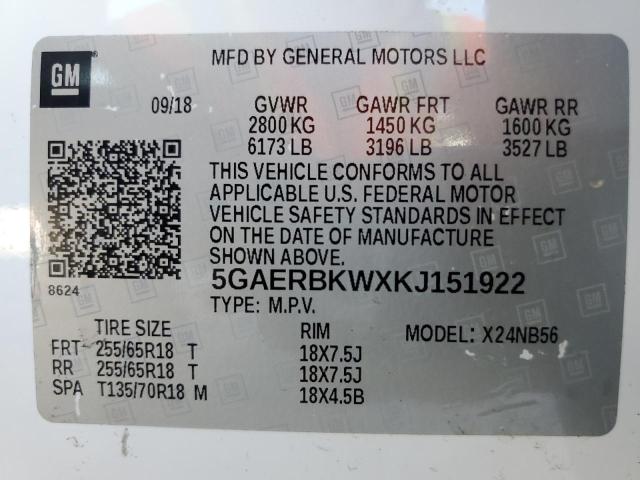 GM
MFD BY GENERAL MOTORS LLC
09/18 GVWR GAWR FRT GAWR RR
2800 KG 1450 KG 1600 KG
6173 LB 3196 LB 3527 LB
THIS VEHICLE CONFORMS TO ALL
APPLICABLE U.S. FEDERAL MOTOR
VEHICLE SAFETY STANDARDS IN EFFECT
ON THE DATE OF MANUFACTURE
SHOWN ABOVE.
8624 5GAERBKWXKJ151922
TYPE: M.P.V.
TIRE SIZE RIM MODEL: X24NB56
FRT 255/65R18 T 18X7.5J
RR 255/65R18 T 18X7.5J
SPA T135/70R18 M 18X4.5B